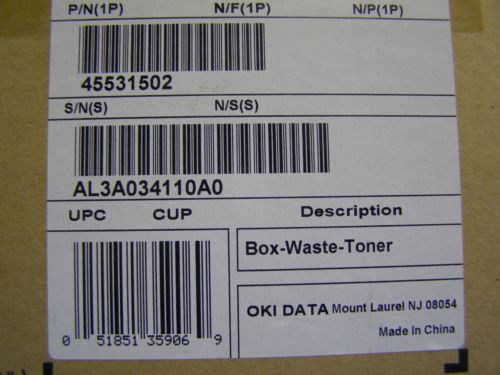 P/N(1P) N/F(1P) N/P(1P)
45531502
S/N(S) N/S(S)
AL3A034110A0
UPC CUP Description
Box-Waste-Toner
OKI DATA Mount Laurel NJ 08054
Made in China
0 51851 35906 9